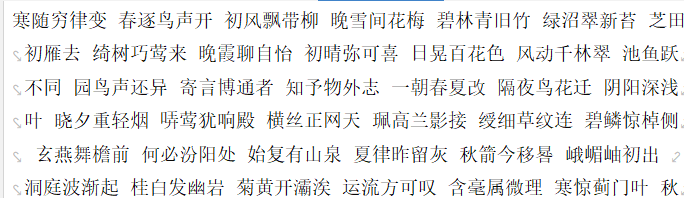 寒随穷律变 春逐鸟声开 初风飘带柳 晚雪间花梅 碧林青旧竹 绿沼翠新苔 芝田
初雁去 绮树巧莺来 晚霞聊自怡 初晴弥可喜 日晃百花色 风动千林翠 池鱼跃
不同 园鸟声还异 寄言博通者 知予物外志 一朝春夏改 隔夜鸟花迁 阴阳深浅
叶 晓夕重轻烟 哢莺犹响殿 横丝正网天 珮高兰影接 绶细草纹连 碧鳞惊棹侧
玄燕舞檐前 何必汾阳处 始复有山泉 夏律昨留灰 秋箭今移晷 峨嵋岫初出
洞庭波渐起 桂白发幽岩 菊黄开灞涘 运流方可叹 含毫属微理 寒惊蓟门叶 秋